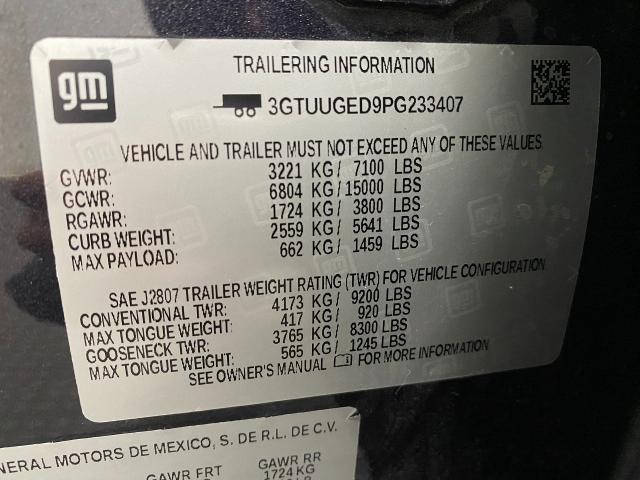 gm
TRAILERING INFORMATION
3GTUUGED9PG233407
VEHICLE AND TRAILER MUST NOT EXCEED ANY OF THESE VALUES
GVWR: 3221 KG/ 7100 LBS
GCWR: 6804 KG/15000 LBS
RGAWR: 1724 KG/ 3800 LBS
CURB WEIGHT: 2559 KG/ 5641 LBS
MAX PAYLOAD: 662 KG/ 1459 LBS
SAE J2807 TRAILER WEIGHT RATING (TWR) FOR VEHICLE CONFIGURATION
CONVENTIONAL TWR: 4173 KG/ 9200 LBS
MAX TONGUE WEIGHT: 417 KG/ 920 LBS
GOOSENECK TWR: 3765 KG/ 8300 LBS
MAX TONGUE WEIGHT: 565 KG/ 1245 LBS
SEE OWNER'S MANUAL FOR MORE INFORMATION
NERAL MOTORS DE MEXICO, S. DE R.L. DE C.V.
GAWR FRT GAWR RR
1724 KG